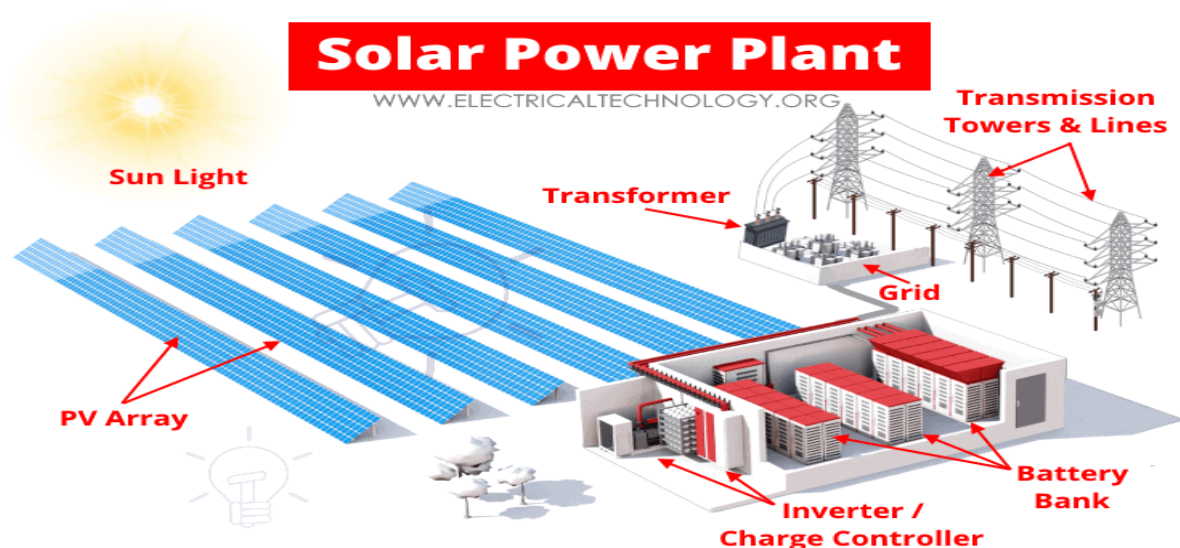 Solar Power Plant
WWW.ELECTRICALTECHNOLOGY.ORG
Transmission
Towers & Lines
Sun Light
Transformer
Grid
PV Array
Battery
Bank
Inverter /
Charge Controller